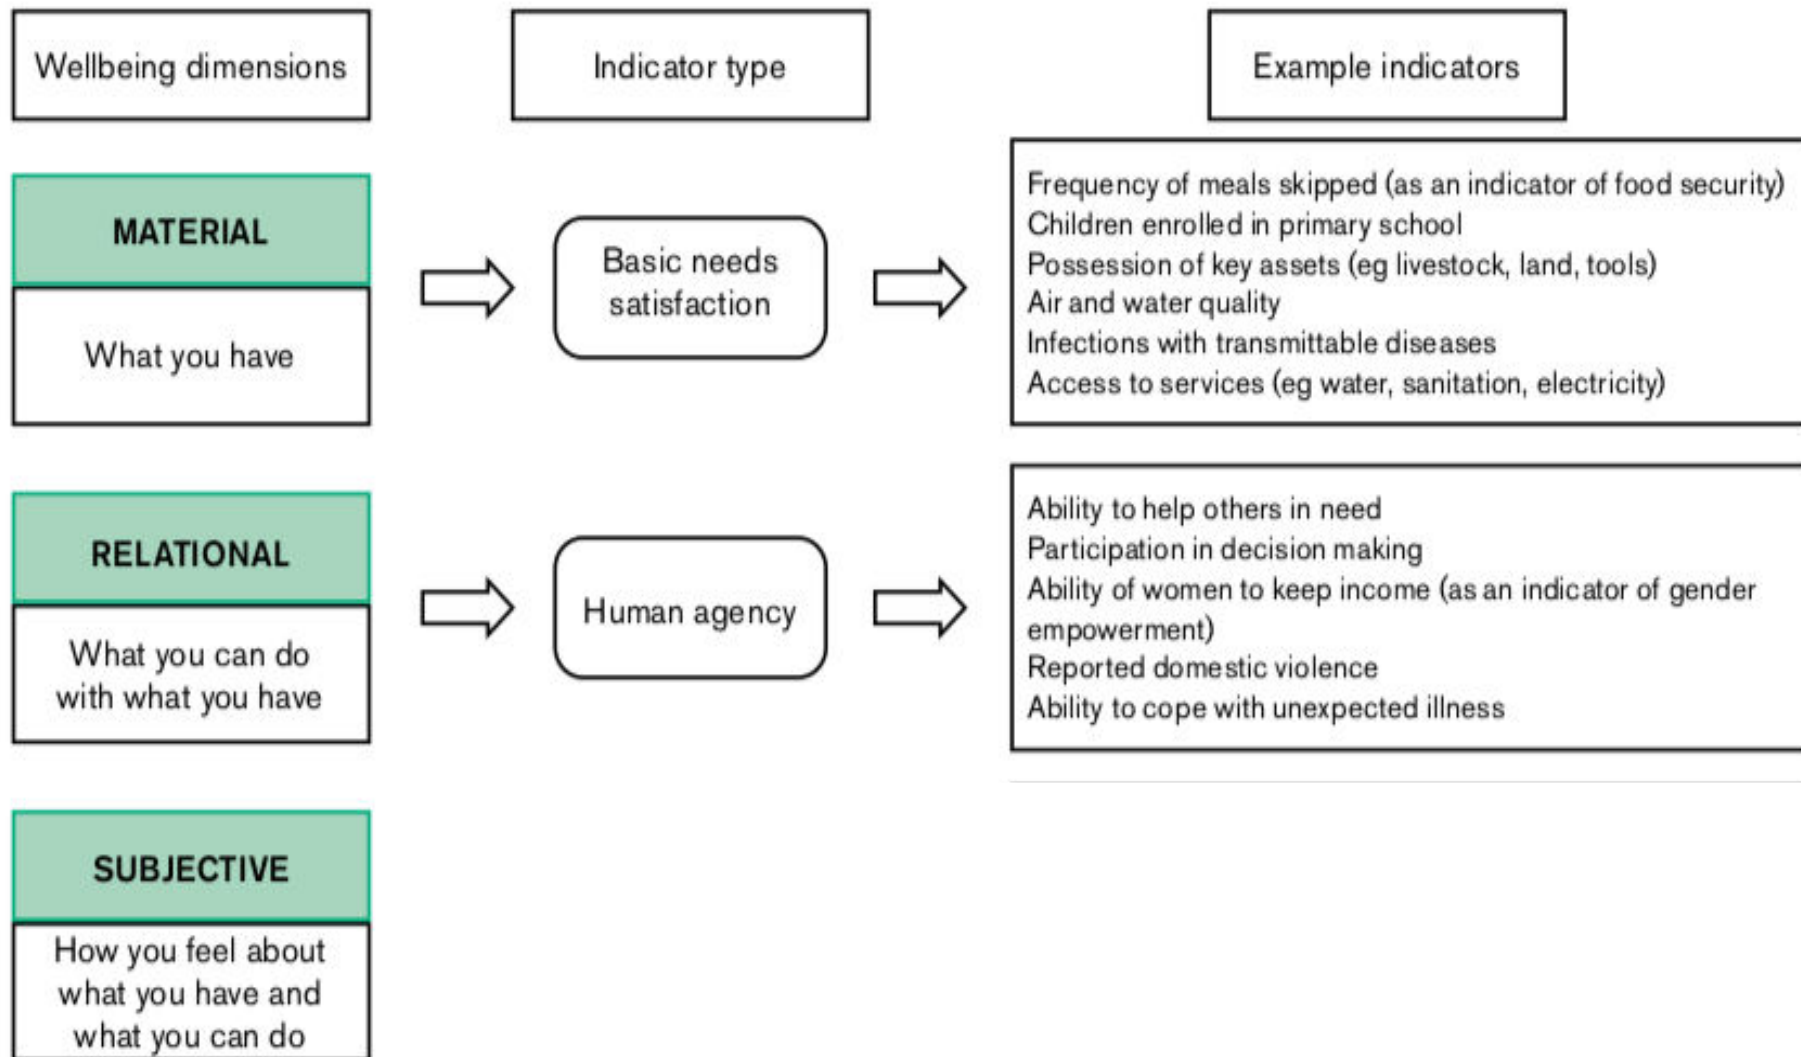 Wellbeing dimensions
Indicator type
Example indicators
MATERIAL
What you have
Basic needs
satisfaction
Frequency of meals skipped (as an indicator of food security)
Children enrolled in primary school
Possession of key assets (eg livestock, land, tools)
Air and water quality
Infections with transmittable diseases
Access to services (eg water, sanitation, electricity)
RELATIONAL
What you can do
with what you have
Human agency
Ability to help others in need
Participation in decision making
Ability of women to keep income (as an indicator of gender
empowerment)
Reported domestic violence
Ability to cope with unexpected illness
SUBJECTIVE
How you feel about
what you have and
what you can do